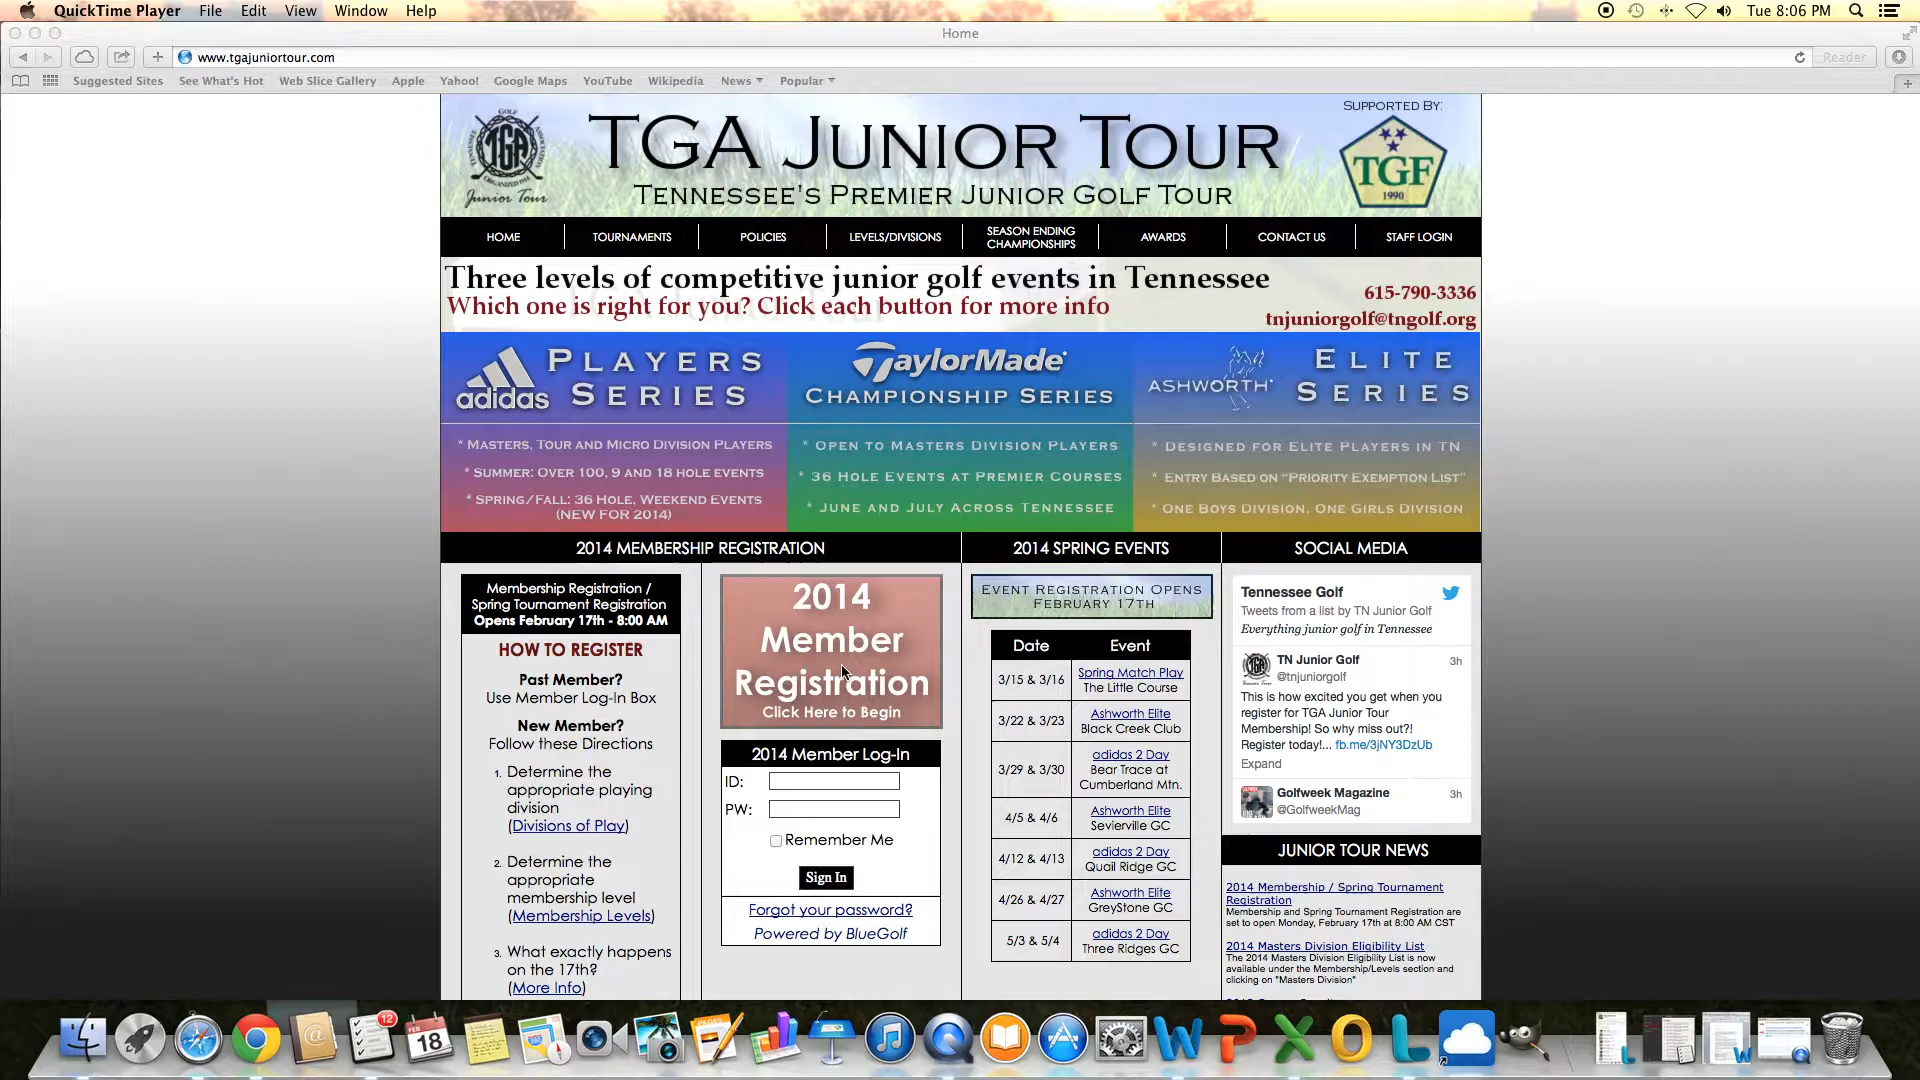 QuickTime Player File Edit View Window Help
Tue 8:06 PM
Home
www.tgajuniortour.com
Reader
Suggested Sites See What's Hot Web Slice Gallery Apple Yahoo! Google Maps YouTube Wikipedia News Popular
TGA JUNIOR TOUR
TENNESSEE'S PREMIER JUNIOR GOLF TOUR
TGA
Junior Tour
SUPPORTED BY:
TGF
1990
HOME
TOURNAMENTS
POLICIES
LEVELS/DIVISIONS
SEASON ENDING
CHAMPIONSHIPS
AWARDS
CONTACT US
STAFF LOGIN
Three levels of competitive junior golf events in Tennessee
Which one is right for you? Click each button for more info
615-790-3336
tnjuniorgolf@tngolf.org
adidas
PLAYERS
SERIES
* MASTERS, TOUR AND MICRO DIVISION PLAYERS
* SUMMER: OVER 100, 9 AND 18 HOLE EVENTS
* SPRING/FALL: 36 HOLE, WEEKEND EVENTS
(NEW FOR 2014)
TaylorMade
CHAMPIONSHIP SERIES
* OPEN TO MASTERS DIVISION PLAYERS
* 36 HOLE EVENTS AT PREMIER COURSES
* JUNE AND JULY ACROSS TENNESSEE
ASHWORTH
ELITE
SERIES
* DESIGNED FOR ELITE PLAYERS IN TN
* ENTRY BASED ON "PRIORITY EXEMPTION LIST"
* ONE BOYS DIVISION, ONE GIRLS DIVISION
2014 MEMBERSHIP REGISTRATION
2014 SPRING EVENTS
SOCIAL MEDIA
Membership Registration /
Spring Tournament Registration
Opens February 17th - 8:00 AM
HOW TO REGISTER
Past Member?
Use Member Log-In Box
New Member?
Follow these Directions
1. Determine the
appropriate playing
division
(Divisions of Play)
2. Determine the
appropriate
membership level
(Membership Levels)
3. What exactly happens
on the 17th?
(More Info)
2014
Member
Registration
Click Here to Begin
2014 Member Log-In
ID:
PW:
Remember Me
Sign In
Forgot your password?
Powered by BlueGolf
EVENT REGISTRATION OPENS
FEBRUARY 17TH
Date Event
3/15 & 3/16 Spring Match Play
The Little Course
3/22 & 3/23 Ashworth Elite
Black Creek Club
3/29 & 3/30 adidas 2 Day
Bear Trace at
Cumberland Mtn.
4/5 & 4/6 Ashworth Elite
Sevierville GC
4/12 & 4/13 adidas 2 Day
Quail Ridge GC
4/26 & 4/27 Ashworth Elite
GreyStone GC
5/3 & 5/4 adidas 2 Day
Three Ridges GC
Tennessee Golf
Tweets from a list by TN Junior Golf
Everything junior golf in Tennessee
TN Junior Golf 3h
@tnjuniorgolf
This is how excited you get when you
register for TGA Junior Tour
Membership! So why miss out?!
Register today!... fb.me/3jNY3DzUb
Expand
Golfweek Magazine 3h
@GolfweekMag
JUNIOR TOUR NEWS
2014 Membership / Spring Tournament
Registration
Membership and Spring Tournament Registration are
set to open Monday, February 17th at 8:00 AM CST
2014 Masters Division Eligibility List
The 2014 Masters Division Eligibility List is now
available under the Membership/Levels section and
clicking on "Masters Division"
12
FEB
18
PAGES
W P X O L